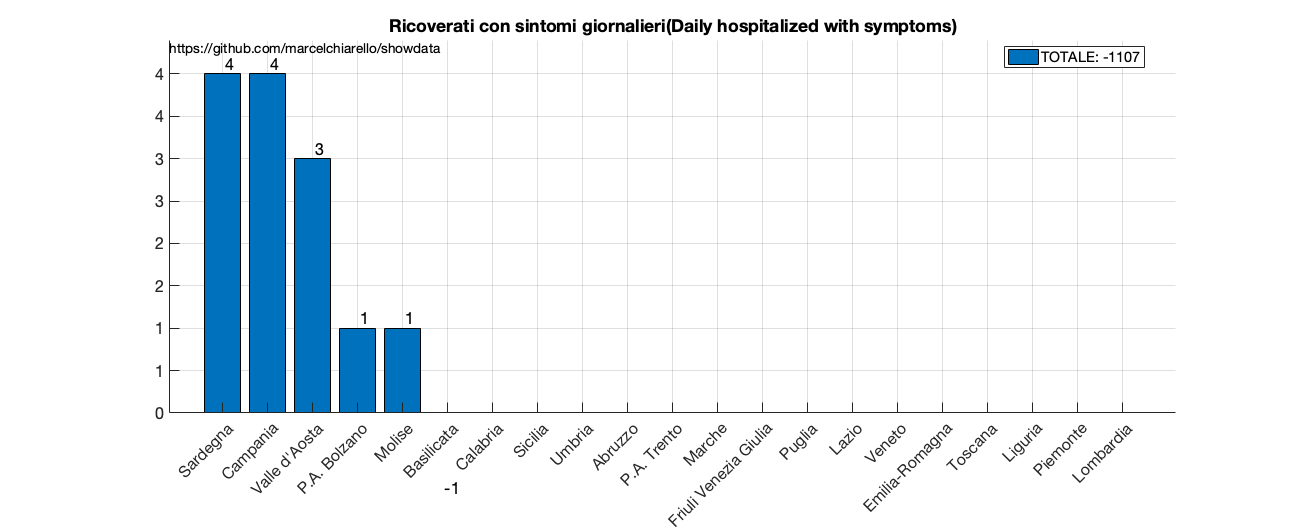 Ricoverati con sintomi giornalieri(Daily hospitalized with symptoms)
https://github.com/marcelchiarello/showdata
TOTALE: -1107
4
4
3
3
2
2
1
1
0
4
4
3
1
1
-1
Sardegna
Campania
Valle d'Aosta
P.A. Bolzano
Molise
Basilicata
Calabria
Sicilia
Umbria
Abruzzo
P.A. Trento
Marche
Friuli Venezia Giulia
Puglia
Lazio
Veneto
Emilia-Romagna
Toscana
Liguria
Piemonte
Lombardia